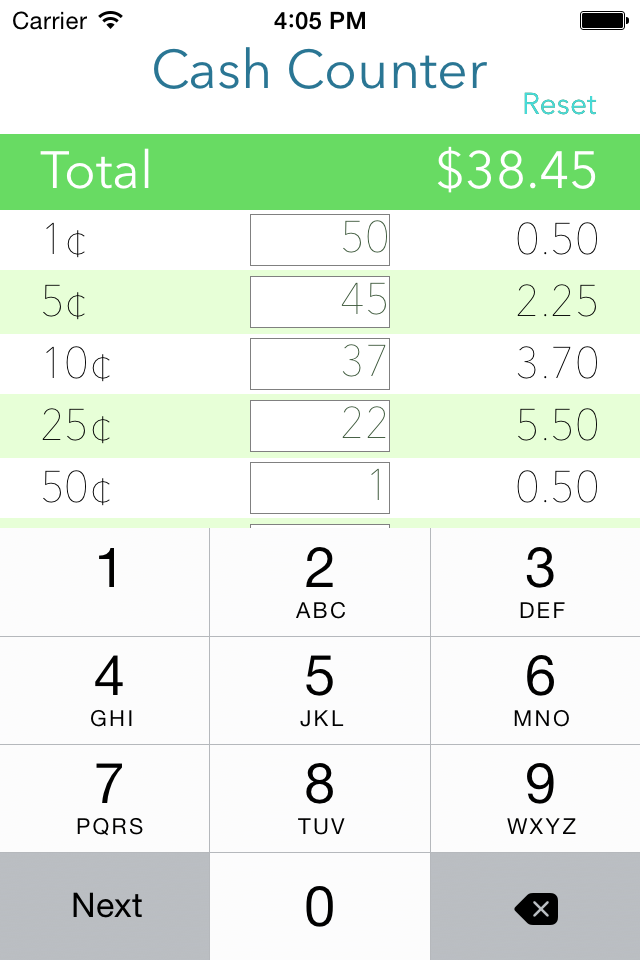 Carrier 4:05 PM
Cash Counter
Reset
Total $38.45
1¢ 50 0.50
5¢ 45 2.25
10¢ 37 3.70
25¢ 22 5.50
50¢ 1 0.50
1 2 3
ABC DEF
4 5 6
GHI JKL MNO
7 8 9
PQRS TUV WXYZ
Next 0